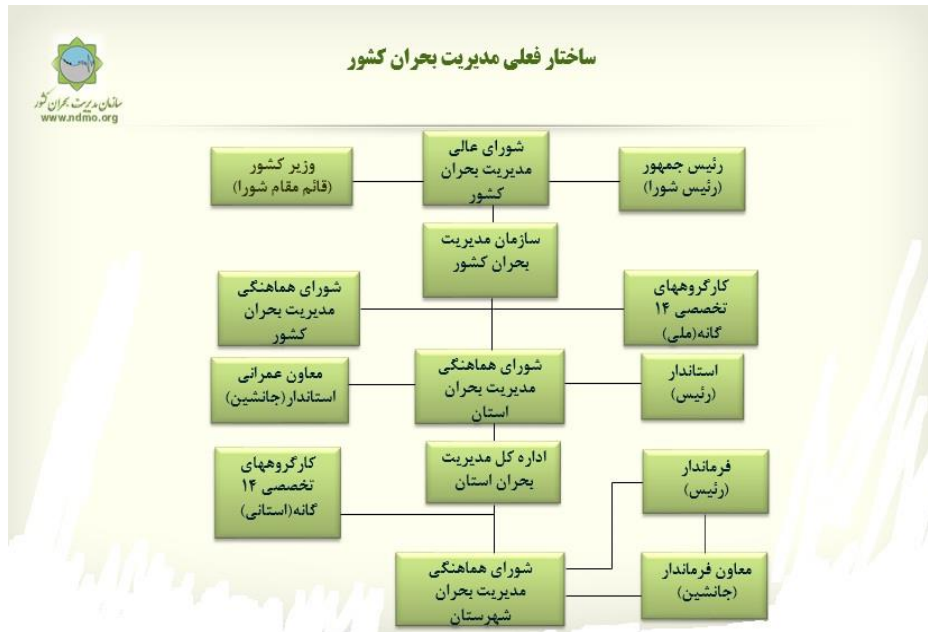 ساختار فعلی مدیریت بحران کشور
سازمان مدیریت بحران کشور
www.ndmo.org
رئیس جمهور
(رئیس شورا)
شورای عالی
مدیریت بحران
کشور
وزیر کشور
(قائم مقام شورا)
سازمان مدیریت
بحران کشور
کارگروههای
تخصصی ۱۴
گانه(ملی)
شورای هماهنگی
مدیریت بحران
کشور
استاندار
(رئیس)
شورای هماهنگی
مدیریت بحران
استان
معاون عمرانی
استاندار(جانشین)
اداره کل مدیریت
بحران استان
کارگروههای
تخصصی ۱۴
گانه(استانی)
فرماندار
(رئیس)
شورای هماهنگی
مدیریت بحران
شهرستان
معاون فرماندار
(جانشین)